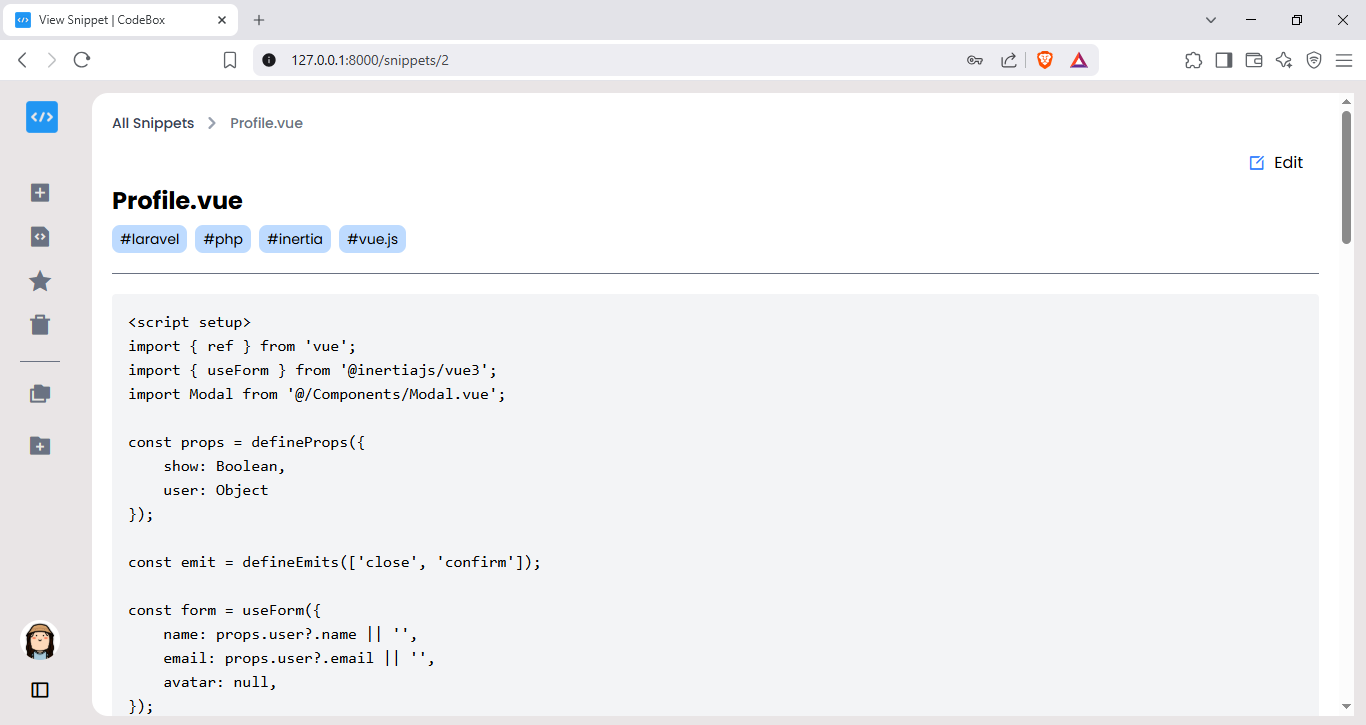 View Snippet | CodeBox
127.0.0.1:8000/snippets/2
</>
All Snippets > Profile.vue
Edit
Profile.vue
#laravel #php #inertia #vue.js
<script setup>
import { ref } from 'vue';
import { useForm } from '@inertiajs/vue3';
import Modal from '@/Components/Modal.vue';
const props = defineProps({
    show: Boolean,
    user: Object
});
const emit = defineEmits(['close', 'confirm']);
const form = useForm({
    name: props.user?.name || '',
    email: props.user?.email || '',
    avatar: null,
});